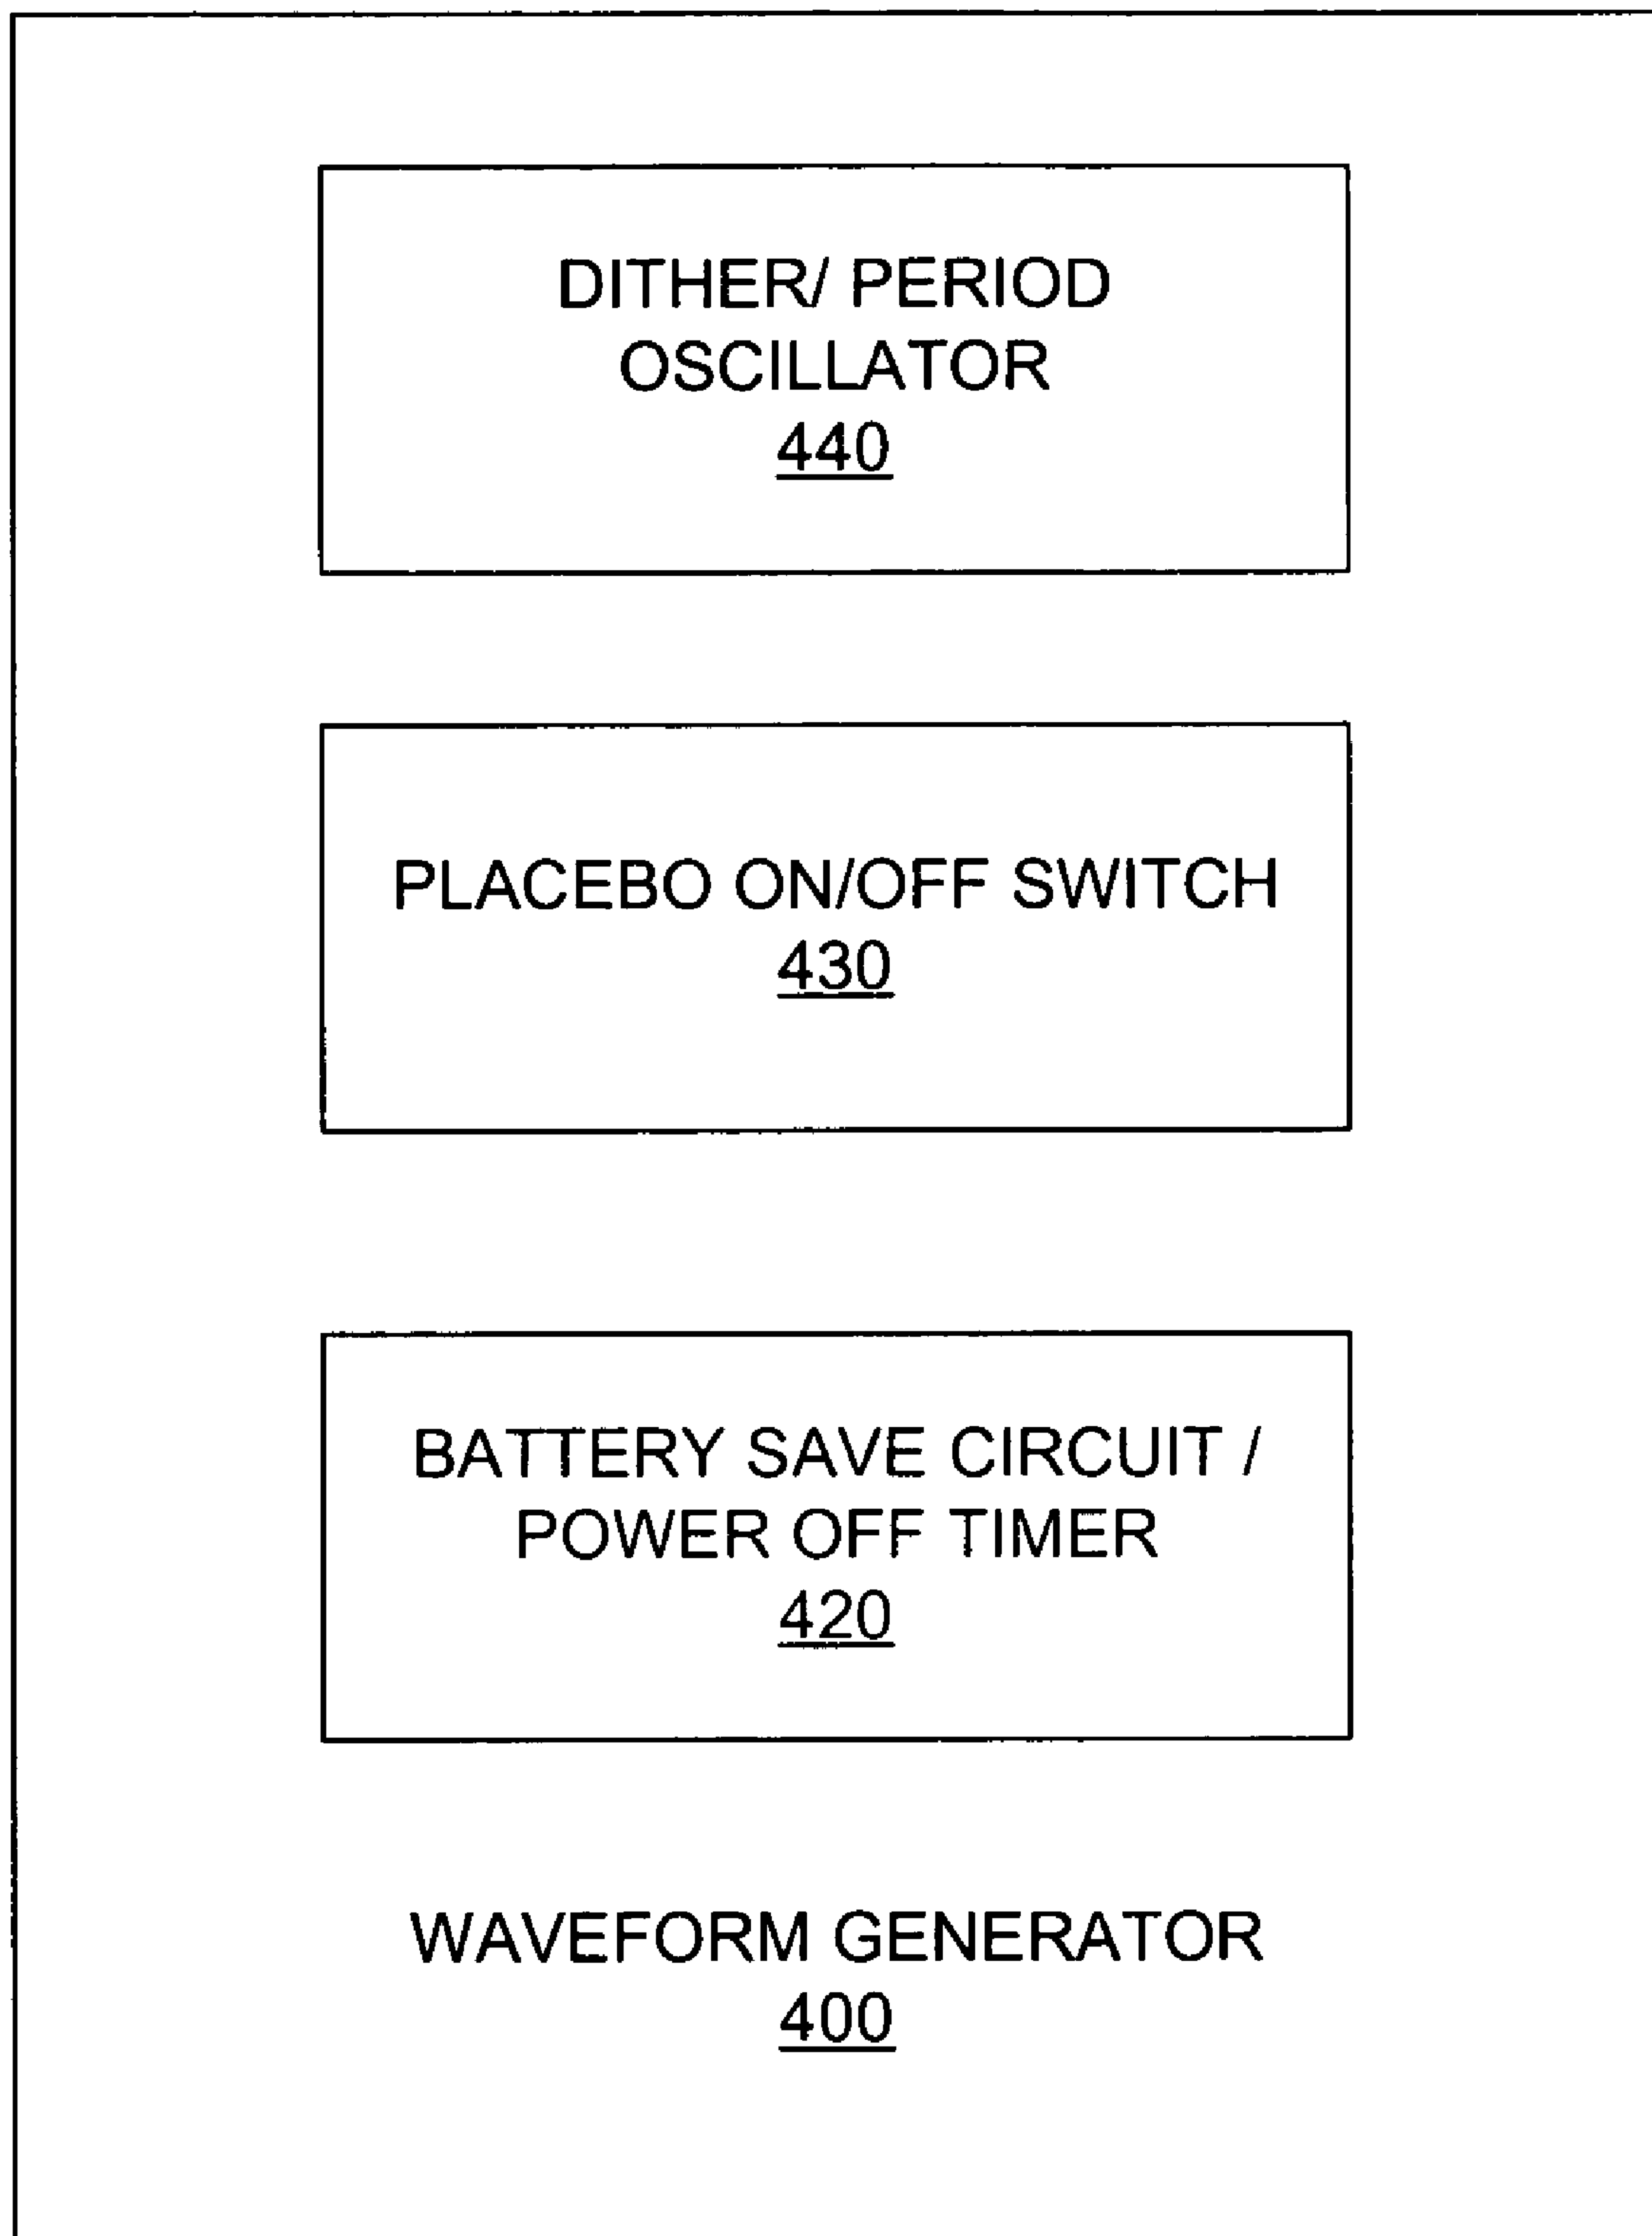 DITHER/ PERIOD
OSCILLATOR
440
PLACEBO ON/OFF SWITCH
430
BATTERY SAVE CIRCUIT /
POWER OFF TIMER
420
WAVEFORM GENERATOR
400